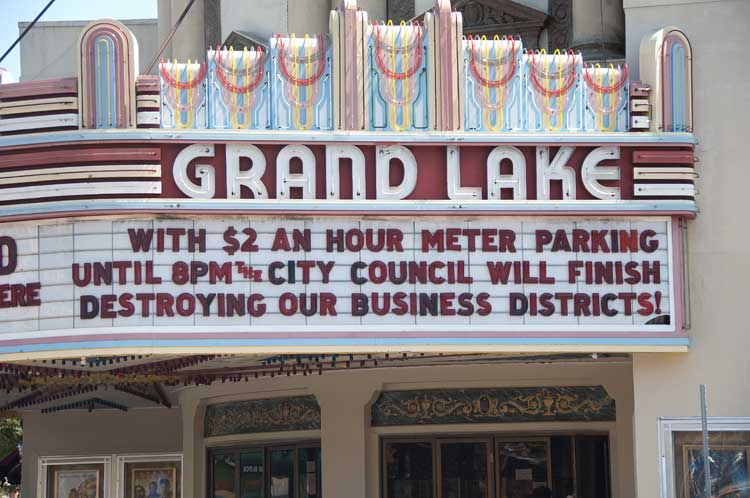 GRAND LAKE
WITH $2 AN HOUR METER PARKING
UNTIL 8PM THE CITY COUNCIL WILL FINISH
DESTROYING OUR BUSINESS DISTRICTS!
D
ERE